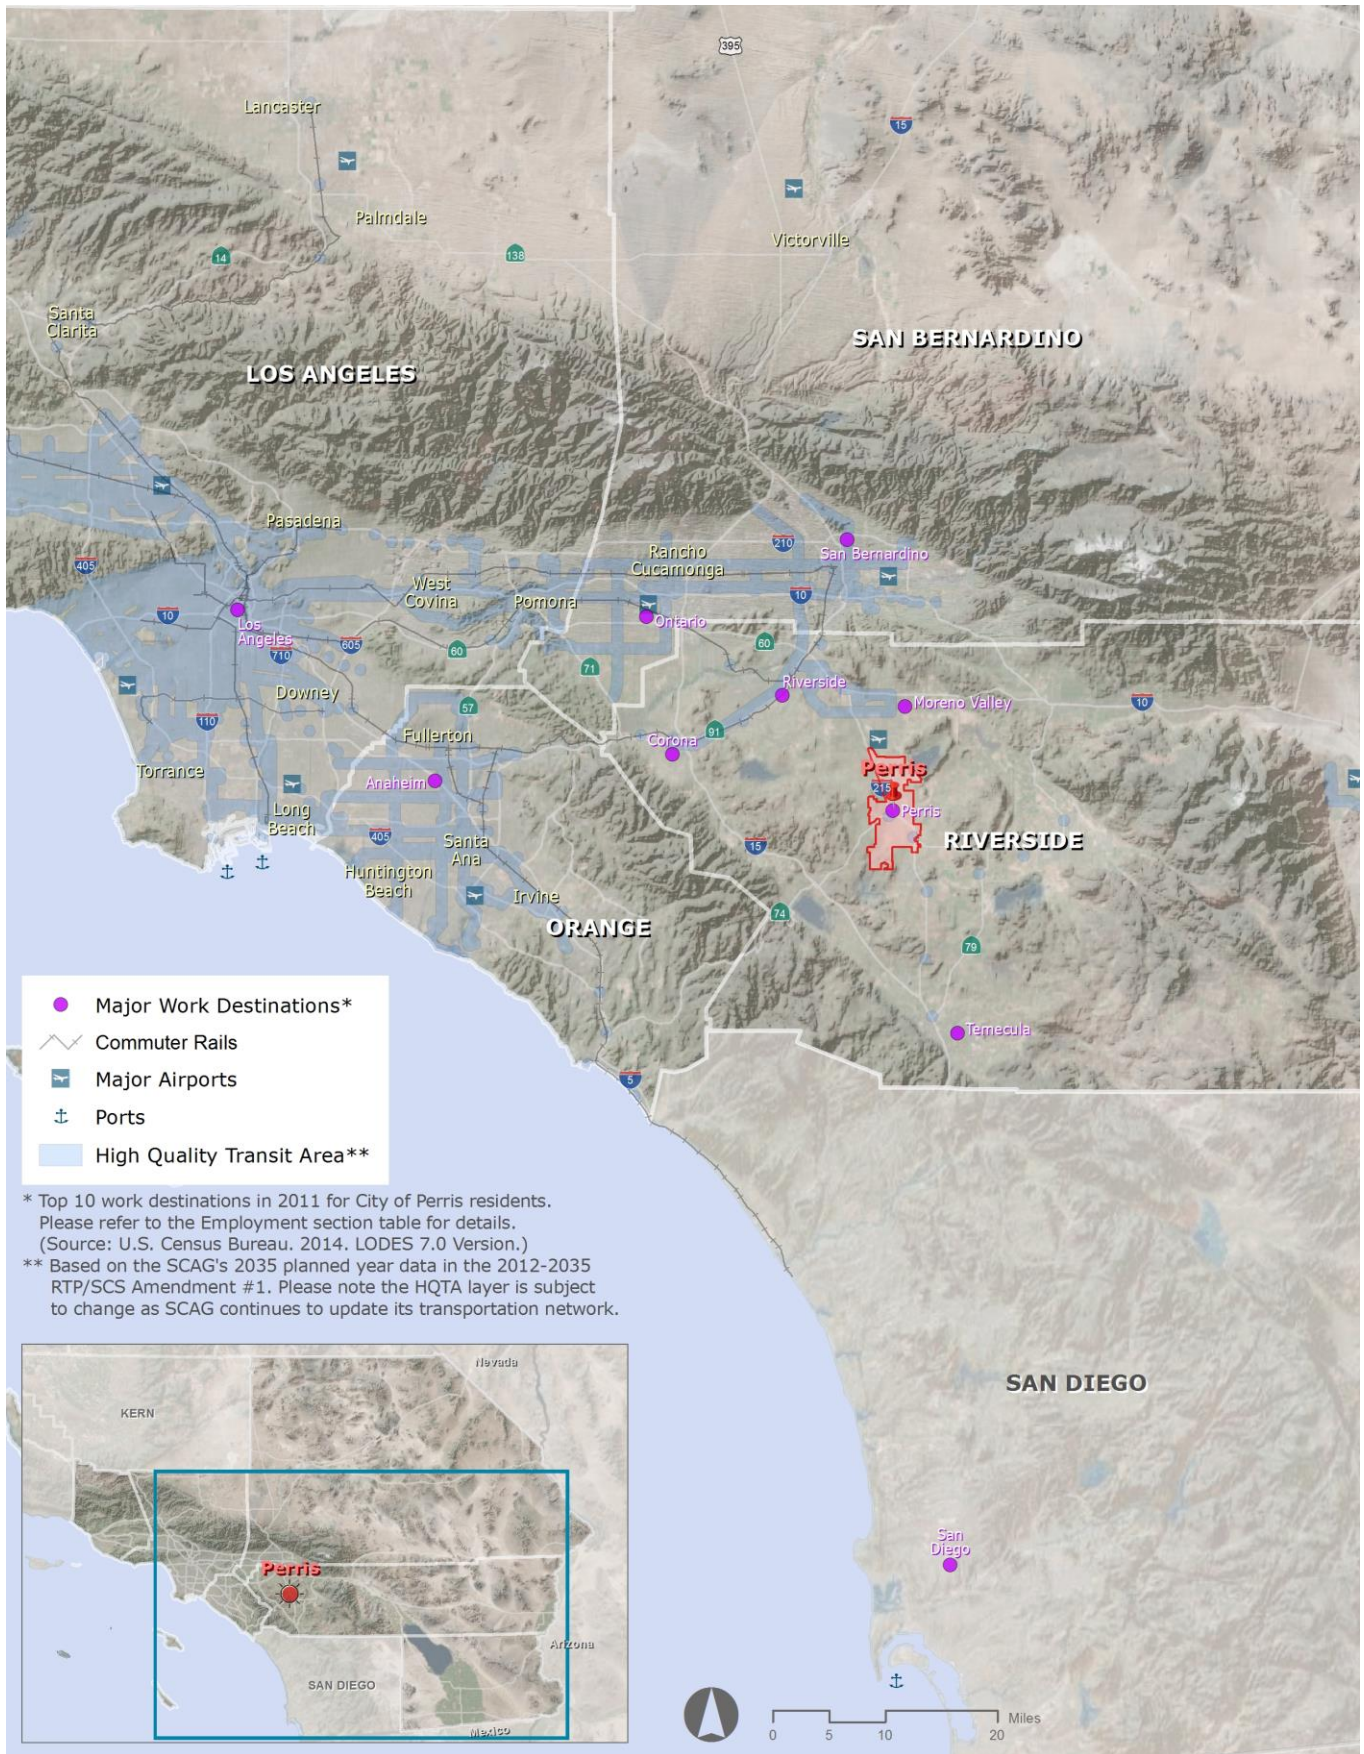 395
Lancaster
15
Palmdale
Victorville
14
138
Santa
Clarita
SAN BERNARDINO
LOS ANGELES
Pasadena
405
210
San Bernardino
Rancho
Cucamonga
West
Covina
Pomona
10
10
Ontario
Los
Angeles
710
605
60
60
71
Downey
Riverside
Moreno Valley
10
57
110
Fullerton
91
Corona
Torrance
Perris
215
Anaheim
Perris
Long
Beach
405
Santa
Ana
15
RIVERSIDE
Huntington
Beach
Irvine
74
ORANGE
79
Temecula
5
Major Work Destinations*
Commuter Rails
Major Airports
Ports
High Quality Transit Area**
* Top 10 work destinations in 2011 for City of Perris residents.
Please refer to the Employment section table for details.
(Source: U.S. Census Bureau. 2014. LODES 7.0 Version.)
** Based on the SCAG's 2035 planned year data in the 2012-2035
RTP/SCS Amendment #1. Please note the HQTA layer is subject
to change as SCAG continues to update its transportation network.
Nevada
KERN
Perris
Arizona
SAN DIEGO
Mexico
SAN DIEGO
San
Diego
Miles
0 5 10 20